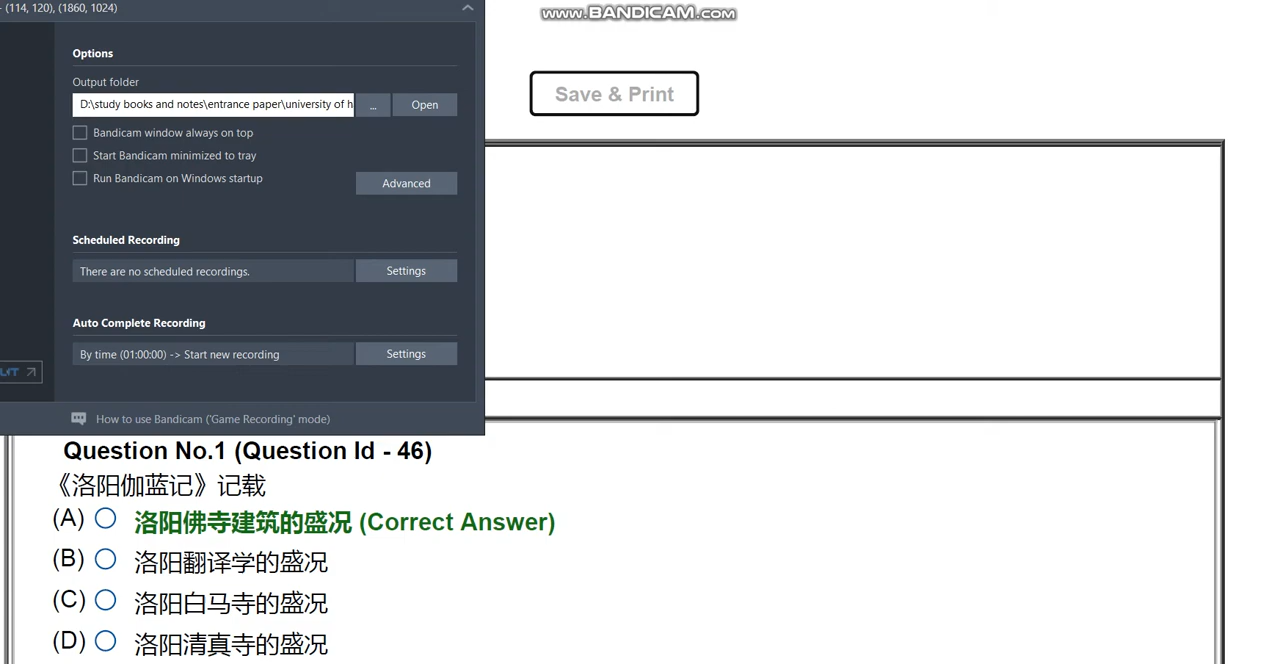 - (114, 120), (1860, 1024)
www.BANDICAM.com
Options
Output folder
D:\study books and notes\entrance paper\university of h
...
Open
Bandicam window always on top
Start Bandicam minimized to tray
Run Bandicam on Windows startup
Advanced
Save & Print
Scheduled Recording
There are no scheduled recordings.
Settings
Auto Complete Recording
By time (01:00:00) -> Start new recording
Settings
How to use Bandicam ('Game Recording' mode)
Question No.1 (Question Id - 46)
《洛阳伽蓝记》记载
(A) 洛阳佛寺建筑的盛况 (Correct Answer)
(B) 洛阳翻译学的盛况
(C) 洛阳白马寺的盛况
(D) 洛阳清真寺的盛况